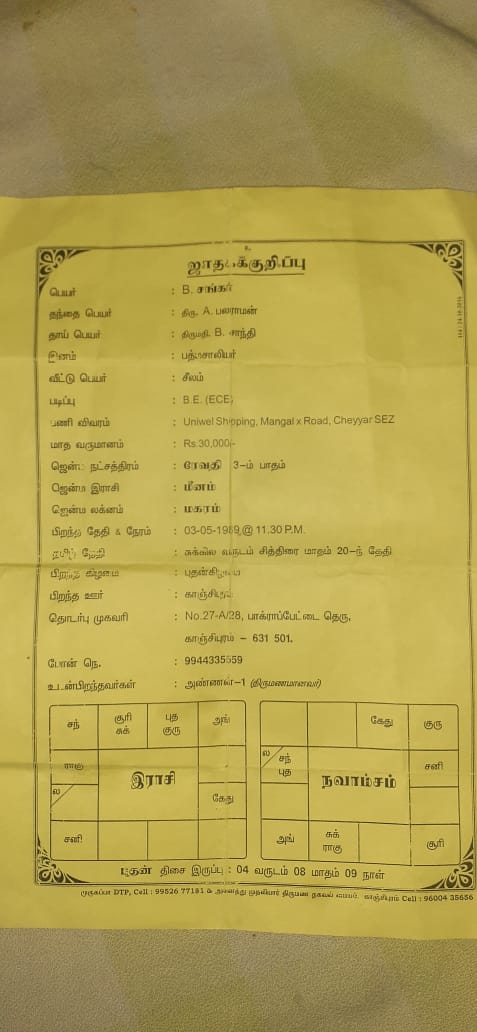 உ
ஜாதகக்குறிப்பு
பெயர் : B. சங்கர்
தந்தை பெயர் : திரு. A. பலராமன்
தாய் பெயர் : திருமதி. B. சாந்தி
இனம் : பத்மசாலியர்
வீட்டு பெயர் : சீலம்
படிப்பு : B.E. (ECE)
பணி விவரம் : Uniwel Shipping, Mangal x Road, Cheyyar SEZ
மாத வருமானம் : Rs.30,000/-
ஜென்ம நட்சத்திரம் : ரேவதி 3-ம் பாதம்
ஜென்ம இராசி : மீனம்
ஜென்ம லக்னம் : மகரம்
பிறந்த தேதி & நேரம் : 03-05-1989 @ 11.30 P.M.
தமிழ் தேதி : சுக்கில வருடம் சித்திரை மாதம் 20-ந் தேதி
பிறந்த கிழமை : புதன்கிழமை
பிறந்த ஊர் : காஞ்சிபுரம்
தொடர்பு முகவரி : No.27-A/28, பாக்ராப்பேட்டை தெரு,
காஞ்சிபுரம் – 631 501.
போன் நெ. : 9944335559
உடன்பிறந்தவர்கள் : அண்ணன்-1 (திருமணமானவர்)
சந் சூரி சுக் புத குரு அங்
ராகு
இராசி
ல
கேது
சனி
கேது குரு
ல சந் புத
நவாம்சம்
சனி
அங் சுக் ராகு சூரி
புதன் திசை இருப்பு : 04 வருடம் 08 மாதம் 09 நாள்
முருகப்பா DTP, Cell : 99526 77181 & முதலியார் திருமண தகவல் மையம், காஞ்சிபுரம் Cell : 96004 35656